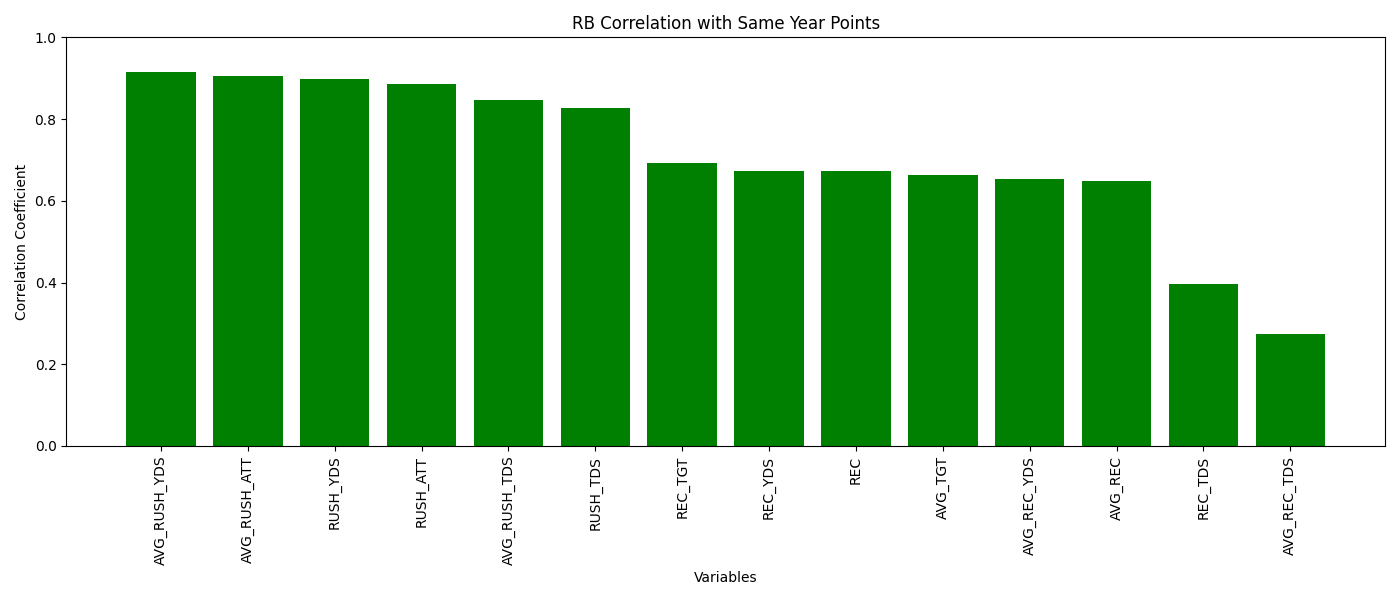 RB Correlation with Same Year Points
Correlation Coefficient
1.0
0.8
0.6
0.4
0.2
0.0
AVG_RUSH_YDS
AVG_RUSH_ATT
RUSH_YDS
RUSH_ATT
AVG_RUSH_TDS
RUSH_TDS
REC_TGT
REC_YDS
REC
AVG_TGT
AVG_REC_YDS
AVG_REC
REC_TDS
AVG_REC_TDS
Variables